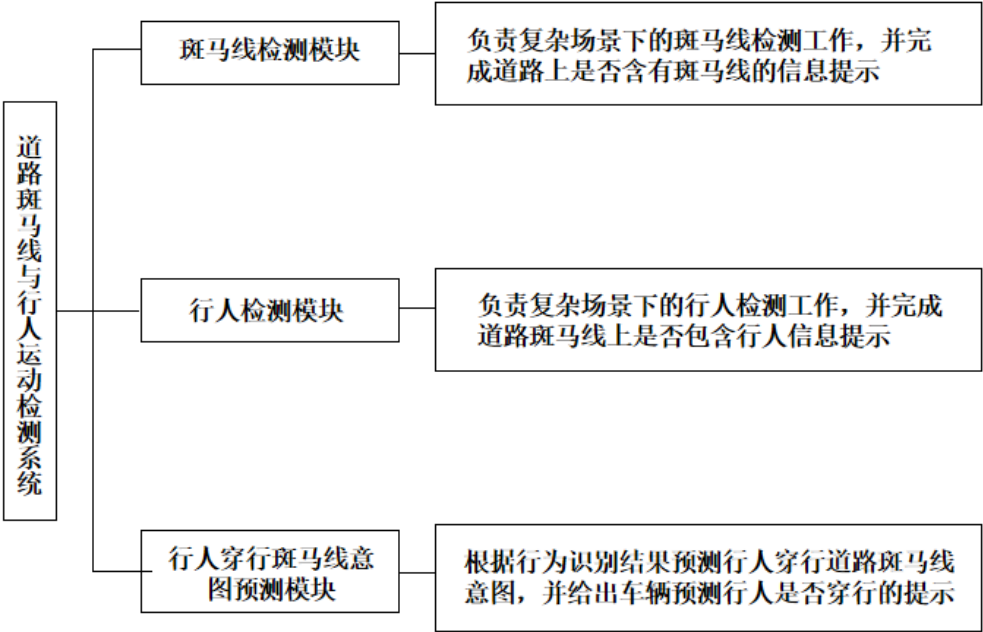 道路斑马线与行人运动检测系统
斑马线检测模块
负责复杂场景下的斑马线检测工作，并完
成道路上是否含有斑马线的信息提示
行人检测模块
负责复杂场景下的行人检测工作，并完成
道路斑马线上是否包含行人信息提示
行人穿行斑马线意
图预测模块
根据行为识别结果预测行人穿行道路斑马线
意图，并给出车辆预测行人是否穿行的提示